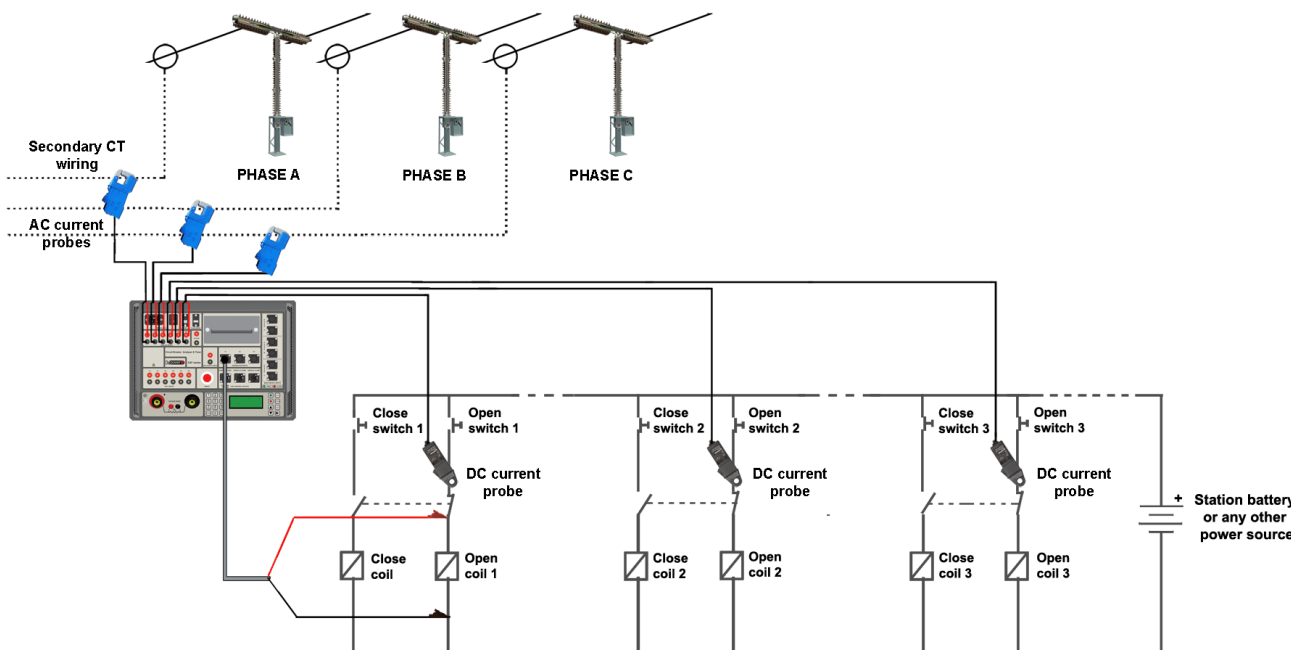 Secondary CT
wiring
PHASE A
PHASE B
PHASE C
AC current
probes
Close
switch 1
Open
switch 1
Close
switch 2
Open
switch 2
Close
switch 3
Open
switch 3
DC current
probe
DC current
probe
DC current
probe
+
Station battery
or any other
power source
Close
coil
Open
coil 1
Close
coil 2
Open
coil 2
Close
coil 3
Open
coil 3